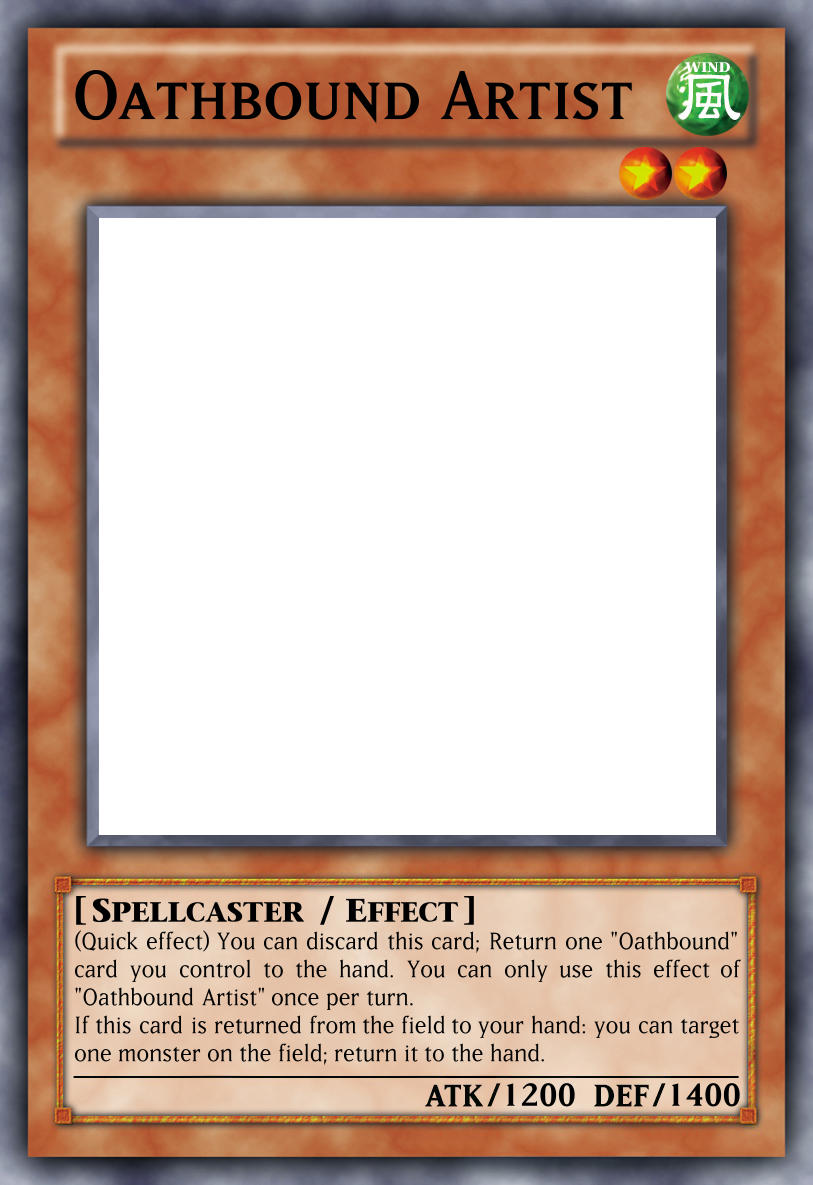 Oathbound Artist
WIND
風
[ Spellcaster / Effect ]
(Quick effect) You can discard this card; Return one "Oathbound"
card you control to the hand. You can only use this effect of
"Oathbound Artist" once per turn.
If this card is returned from the field to your hand: you can target
one monster on the field; return it to the hand.
ATK/1200 DEF/1400